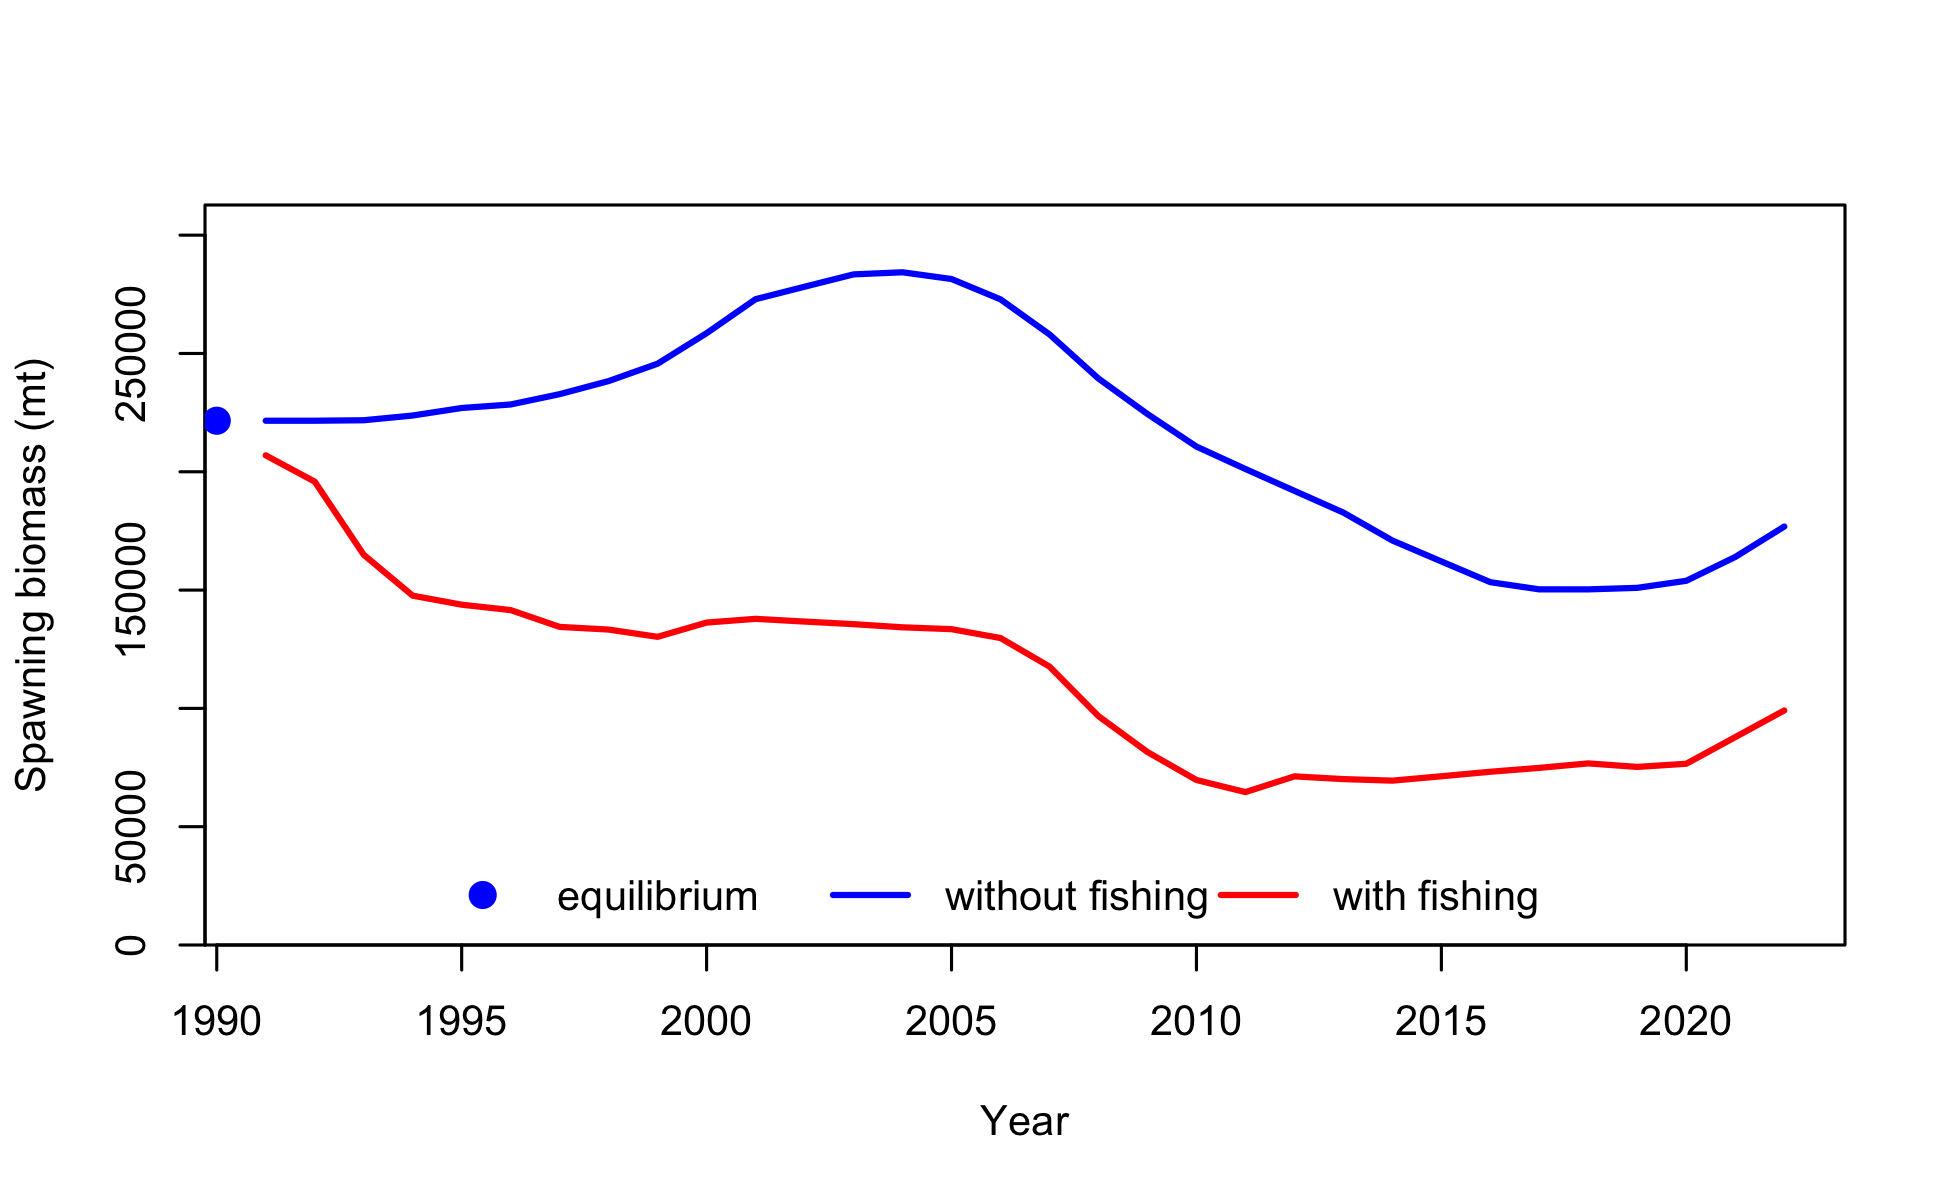 Spawning biomass (mt)
250000
150000
50000
0
equilibrium without fishing with fishing
1990 1995 2000 2005 2010 2015 2020
Year